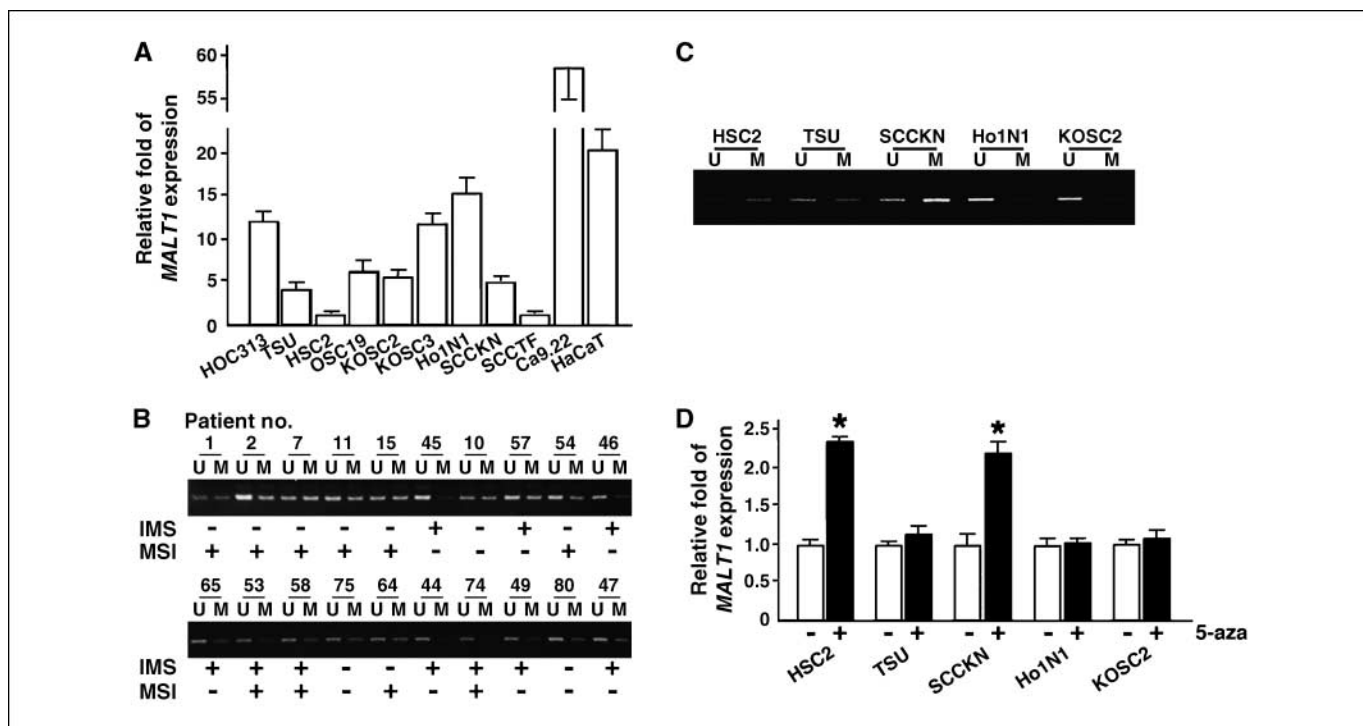 A
Relative fold of
MALT1 expression
60
55
20
15
10
5
0
HOC313
TSU
HSC2
OSC19
KOSC2
KOSC3
Ho1N1
SCCKN
SCCTF
Ca9.22
HaCaT
B
Patient no.
1 2 7 11 15 45 10 57 54 46
U M U M U M U M U M U M U M U M U M U M
IMS - - - - - + - + - +
MSI + + + + + - - - + -
65 53 58 75 64 44 74 49 80 47
U M U M U M U M U M U M U M U M U M U M
IMS + + + - - + + + - +
MSI - + + - + - + - - -
C
HSC2 TSU SCCKN Ho1N1 KOSC2
U M U M U M U M U M
D
Relative fold of
MALT1 expression
2.5
2.0
1.5
1.0
0.5
0
* *
- + - + - + - + - + 5-aza
HSC2
TSU
SCCKN
Ho1N1
KOSC2